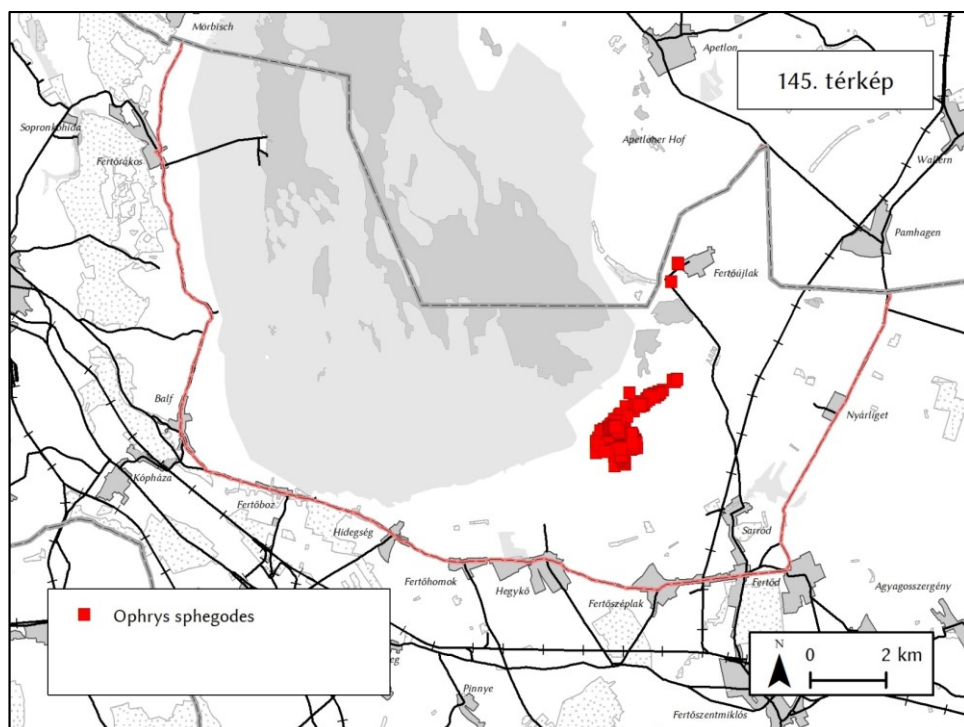 Mörbisch
Apetlon
145. térkép
Sopronkőhida
Fertőrákos
Apetloner Hof
Wallern
Pamhagen
Fertőújlak
Balf
Nyárliget
Kópháza
Fertőboz
Hidegség
Sarród
Fertőhomok
Hegykő
Fertőszéplak
Fertőd
Agyagosszergény
Ophrys sphegodes
N
0 2 km
Pinnye
Fertőszentmiklós